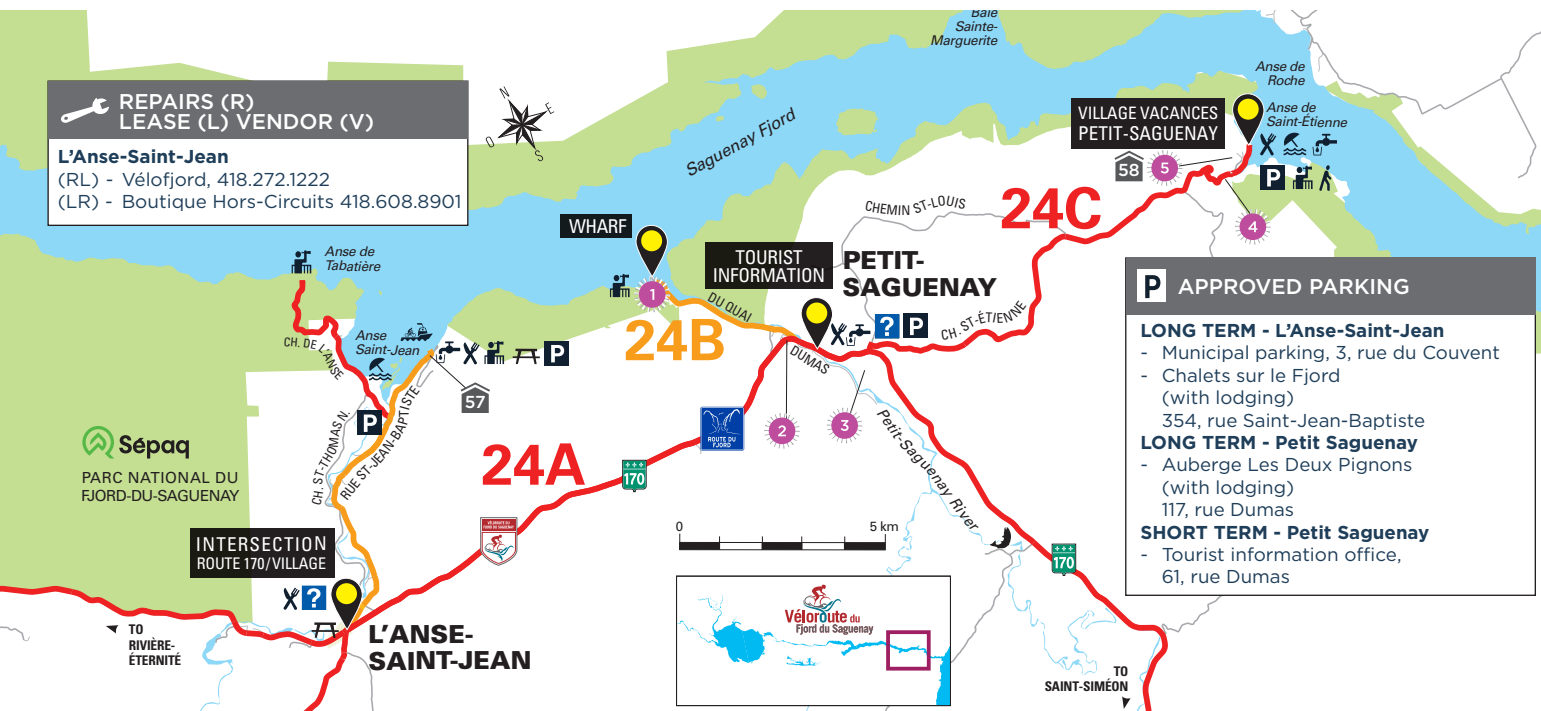 Baie
Sainte-
Marguerite
REPAIRS (R)
LEASE (L) VENDOR (V)
L'Anse-Saint-Jean
(RL) - Vélofjord, 418.272.1222
(LR) - Boutique Hors-Circuits 418.608.8901
N
E
S
O
Saguenay Fjord
Anse de
Roche
Anse de
Saint-Étienne
VILLAGE VACANCES
PETIT-SAGUENAY
58
5
P
4
24C
CHEMIN ST-LOUIS
WHARF
1
24B
DU QUAI
TOURIST
INFORMATION
PETIT-
SAGUENAY
? P
CH. ST-ÉTIENNE
DUMAS
2
3
Petit-Saguenay River
Anse de
Tabatière
CH. DE L'ANSE
Anse
Saint-Jean
P
57
P
CH. ST-THOMAS N.
RUE ST-JEAN-BAPTISTE
Sépaq
PARC NATIONAL DU
FJORD-DU-SAGUENAY
24A
170
ROUTE DU
FJORD
VÉLOROUTE DU
FJORD DU SAGUENAY
INTERSECTION
ROUTE 170/VILLAGE
?
L'ANSE-
SAINT-JEAN
TO
RIVIÈRE-
ÉTERNITÉ
0 5 km
Véloroute du
Fjord du Saguenay
170
TO
SAINT-SIMÉON
P APPROVED PARKING
LONG TERM - L'Anse-Saint-Jean
- Municipal parking, 3, rue du Couvent
- Chalets sur le Fjord
(with lodging)
354, rue Saint-Jean-Baptiste
LONG TERM - Petit Saguenay
- Auberge Les Deux Pignons
(with lodging)
117, rue Dumas
SHORT TERM - Petit Saguenay
- Tourist information office,
61, rue Dumas